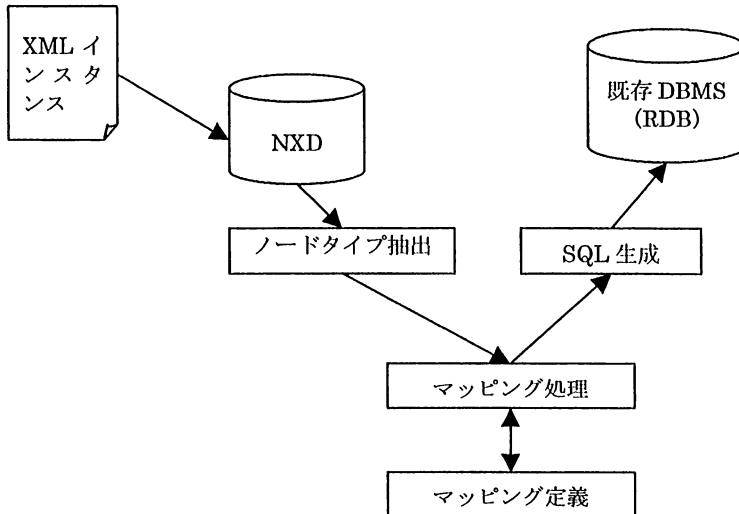 XML イ
ンスタ
ンス
既存 DBMS
(RDB)
NXD
ノードタイプ抽出
SQL 生成
マッピング処理
マッピング定義